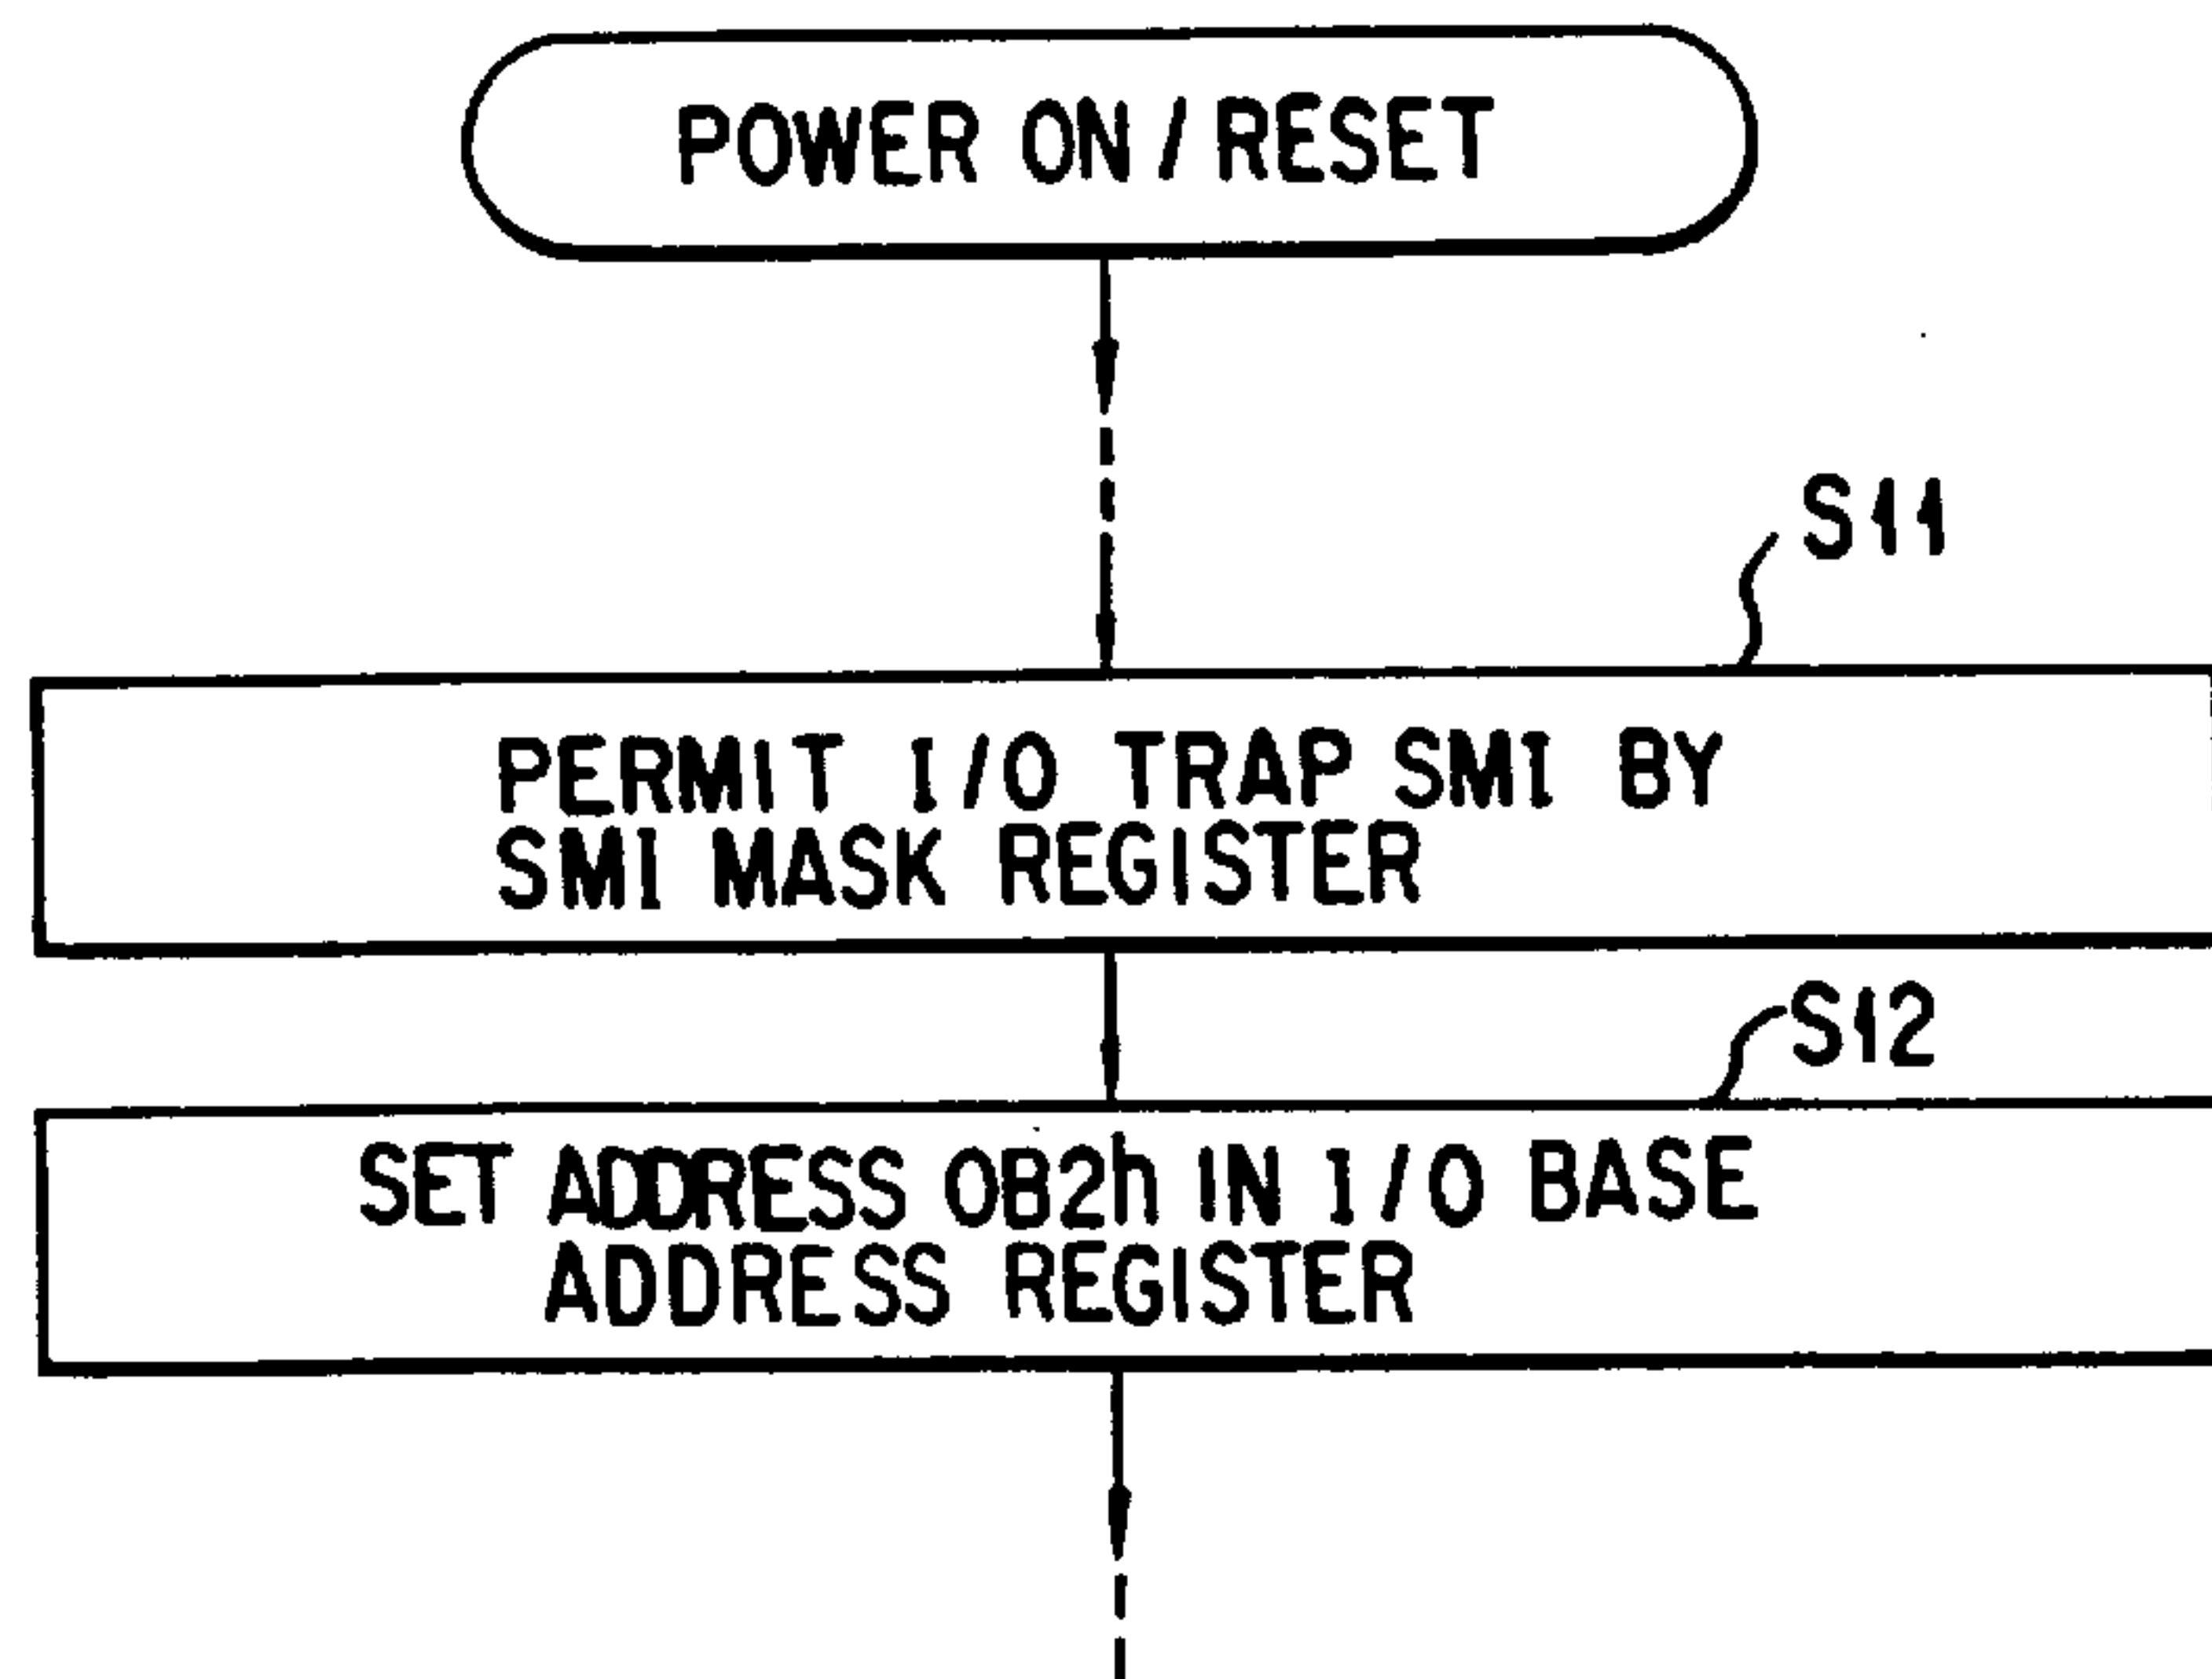 POWER ON/RESET
S11
PERMIT I/O TRAP SMI BY
SMI MASK REGISTER
S12
SET ADDRESS 0B2h IN I/O BASE
ADDRESS REGISTER